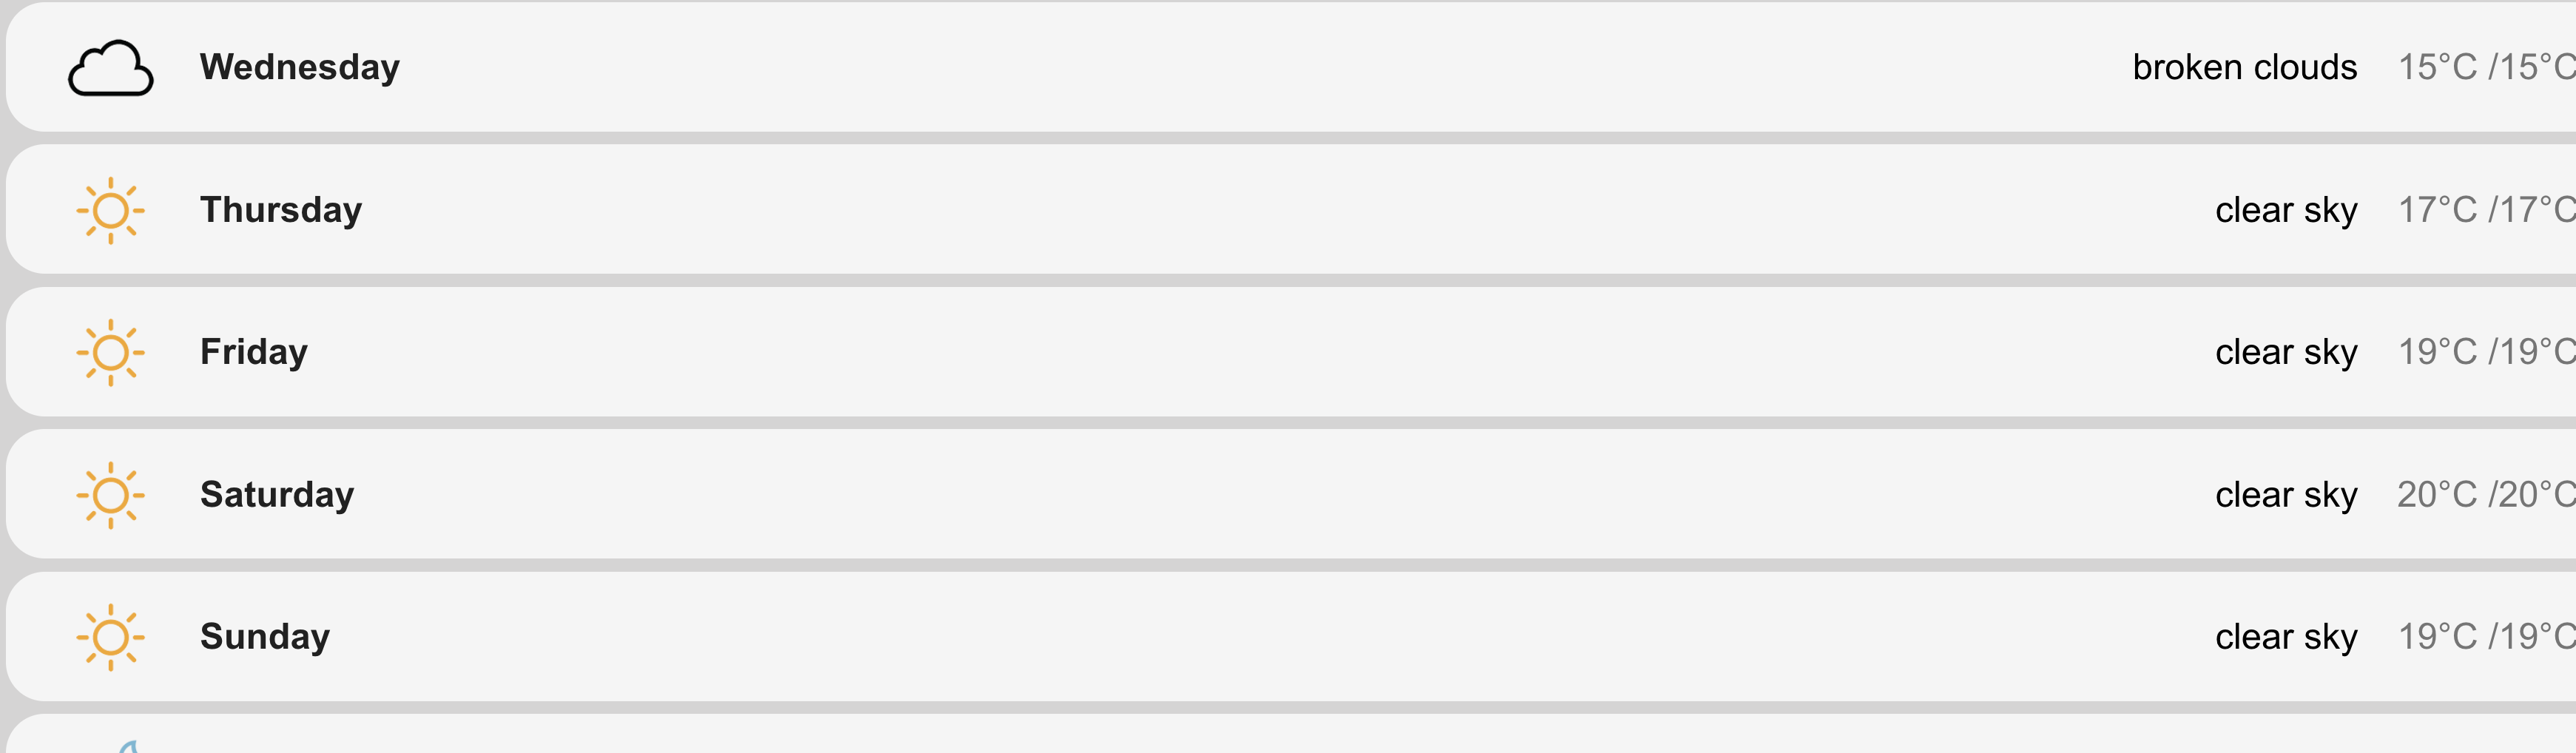 Wednesday broken clouds 15°C /15°C
Thursday clear sky 17°C /17°C
Friday clear sky 19°C /19°C
Saturday clear sky 20°C /20°C
Sunday clear sky 19°C /19°C